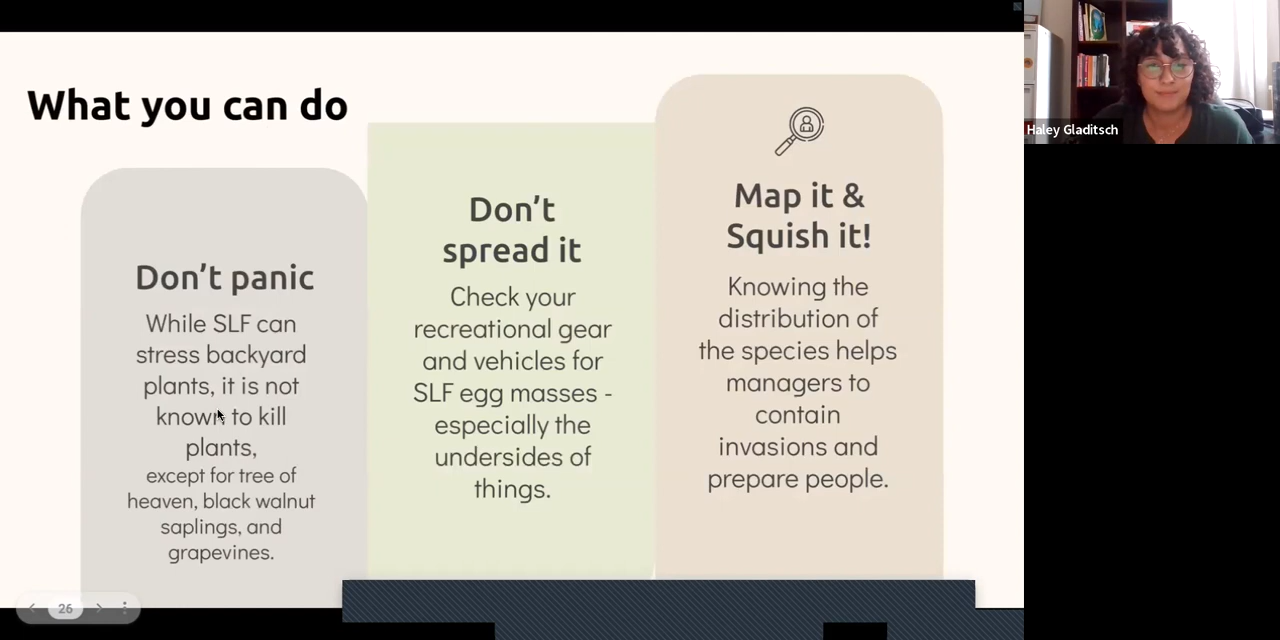 What you can do
Don't panic
While SLF can
stress backyard
plants, it is not
known to kill
plants,
except for tree of
heaven, black walnut
saplings, and
grapevines.
Don't
spread it
Check your
recreational gear
and vehicles for
SLF egg masses -
especially the
undersides of
things.
Map it &
Squish it!
Knowing the
distribution of
the species helps
managers to
contain
invasions and
prepare people.
26
Haley Gladitsch